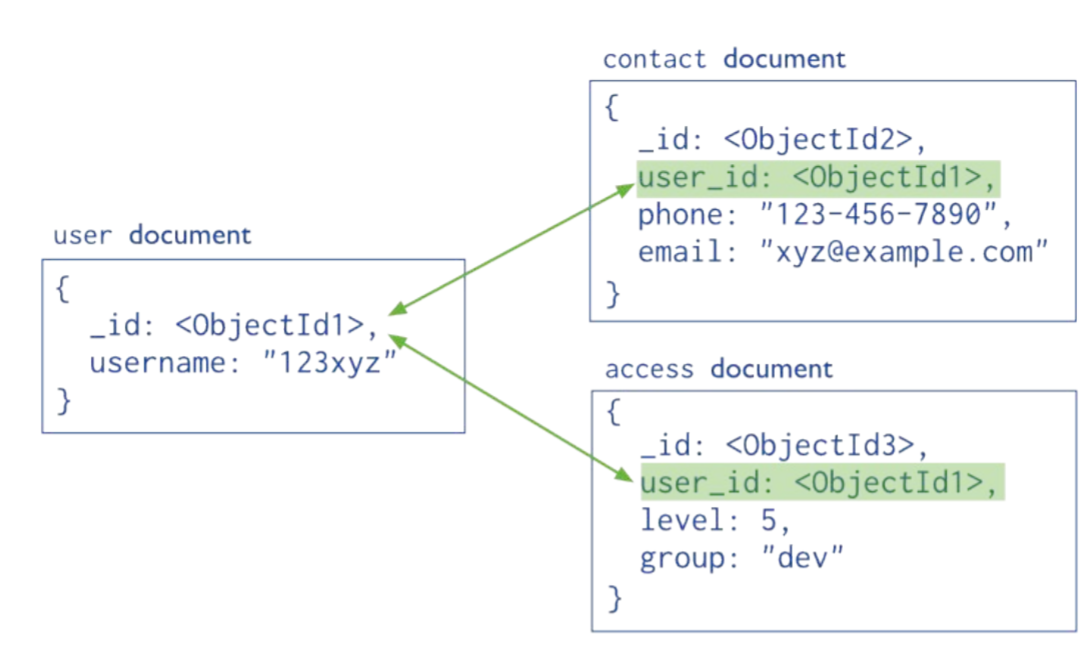 contact document
{
_id: <ObjectId2>,
user_id: <ObjectId1>,
phone: "123-456-7890",
email: "xyz@example.com"
}
user document
{
_id: <ObjectId1>,
username: "123xyz"
}
access document
{
_id: <ObjectId3>,
user_id: <ObjectId1>,
level: 5,
group: "dev"
}